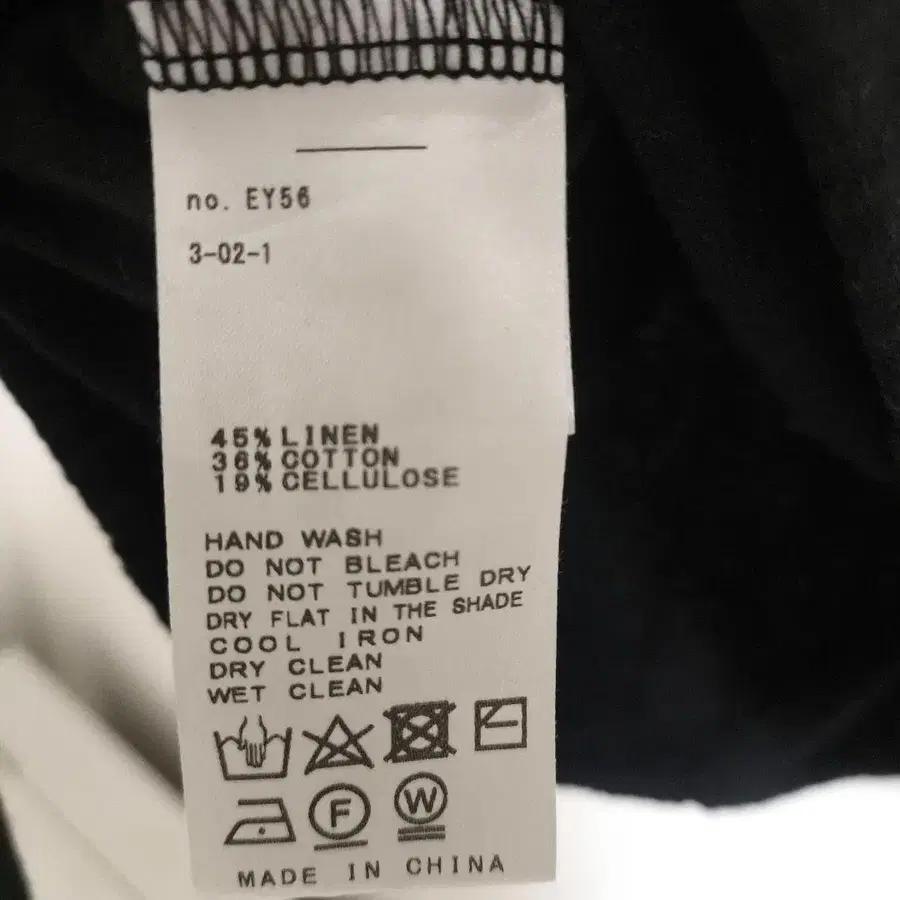 no. EY56
3-02-1
45% LINEN
36% COTTON
19% CELLULOSE
HAND WASH
DO NOT BLEACH
DO NOT TUMBLE DRY
DRY FLAT IN THE SHADE
COOL IRON
DRY CLEAN
WET CLEAN
F W
MADE IN CHINA